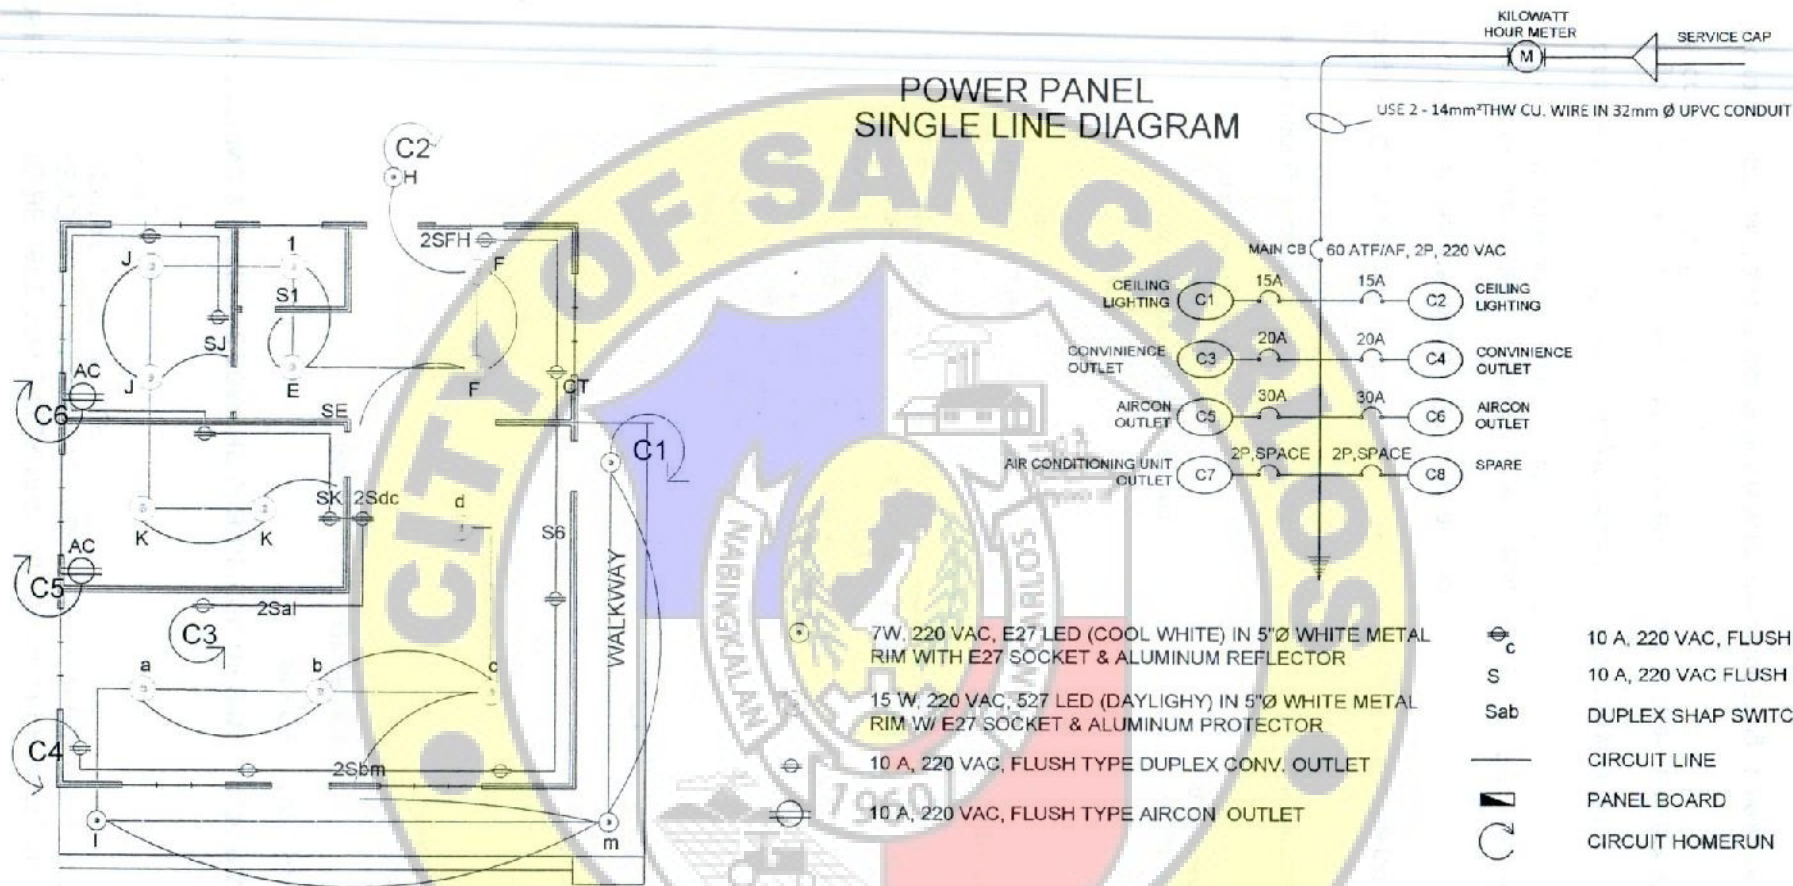 KILOWATT
HOUR METER
M
SERVICE CAP
POWER PANEL
SINGLE LINE DIAGRAM
USE 2 - 14mm²THW CU. WIRE IN 32mm Ø UPVC CONDUIT
MAIN CB 60 ATF/AF, 2P, 220 VAC
CEILING
LIGHTING
C1
15A
15A
C2
CEILING
LIGHTING
CONVINIENCE
OUTLET
C3
20A
20A
C4
CONVINIENCE
OUTLET
AIRCON
OUTLET
C5
30A
30A
C6
AIRCON
OUTLET
AIR CONDITIONING UNIT
OUTLET
C7
2P,SPACE
2P,SPACE
C8
SPARE
C2
H
2SFH
F
J
1
S1
SJ
J
E
F
CT
AC
C6
SE
C1
SK
2Sdc
d
K
K
S6
AC
C5
2Sal
C3
WALKWAY
a
b
c
C4
2Sbm
l
m
7W, 220 VAC, E27 LED (COOL WHITE) IN 5"Ø WHITE METAL
RIM WITH E27 SOCKET & ALUMINUM REFLECTOR
15 W, 220 VAC, 527 LED (DAYLIGHY) IN 5"Ø WHITE METAL
RIM W/ E27 SOCKET & ALUMINUM PROTECTOR
10 A, 220 VAC, FLUSH TYPE DUPLEX CONV. OUTLET
10 A, 220 VAC, FLUSH TYPE AIRCON OUTLET
c
10 A, 220 VAC, FLUSH
S
10 A, 220 VAC FLUSH
Sab
DUPLEX SHAP SWITC
CIRCUIT LINE
PANEL BOARD
CIRCUIT HOMERUN
CITY OF SAN CARLOS
NABINGKALAN
SAN CARLOS
1960